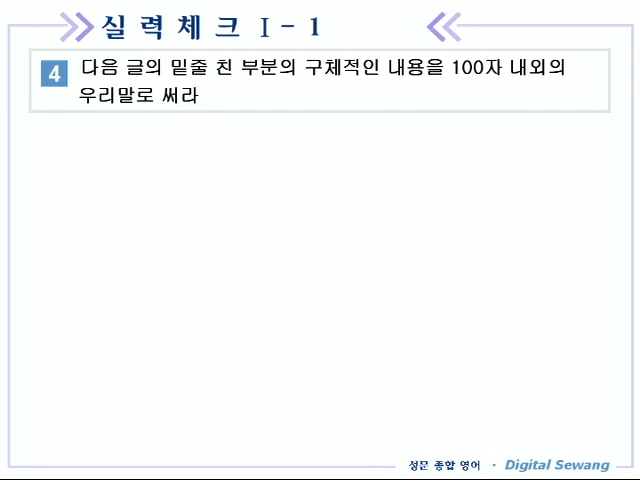 실력체크 I - 1
4 다음 글의 밑줄 친 부분의 구체적인 내용을 100자 내외의
우리말로 써라
성문 종합 영어 · Digital Sewang